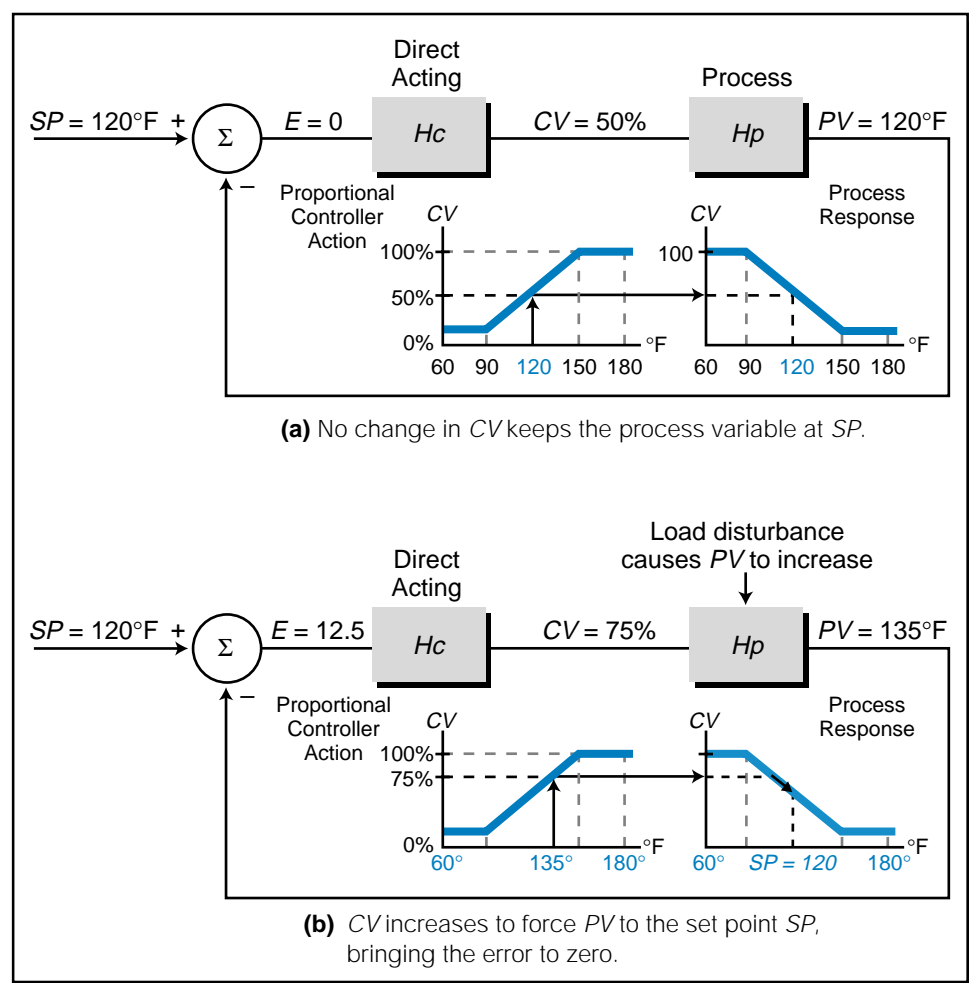 Direct
Acting
Process
SP = 120°F +
Σ
E = 0
Hc
CV = 50%
Hp
PV = 120°F
–
Proportional
Controller
Action
CV
100%
50%
0%
60 90 120 150 180
°F
CV
100
60 90 120 150 180
°F
Process
Response
(a) No change in CV keeps the process variable at SP.
Load disturbance
causes PV to increase
Direct
Acting
SP = 120°F +
Σ
E = 12.5
Hc
CV = 75%
Hp
PV = 135°F
–
Proportional
Controller
Action
CV
100%
75%
0%
60° 135° 180°
°F
CV
60° SP = 120 180°
°F
Process
Response
(b) CV increases to force PV to the set point SP,
bringing the error to zero.